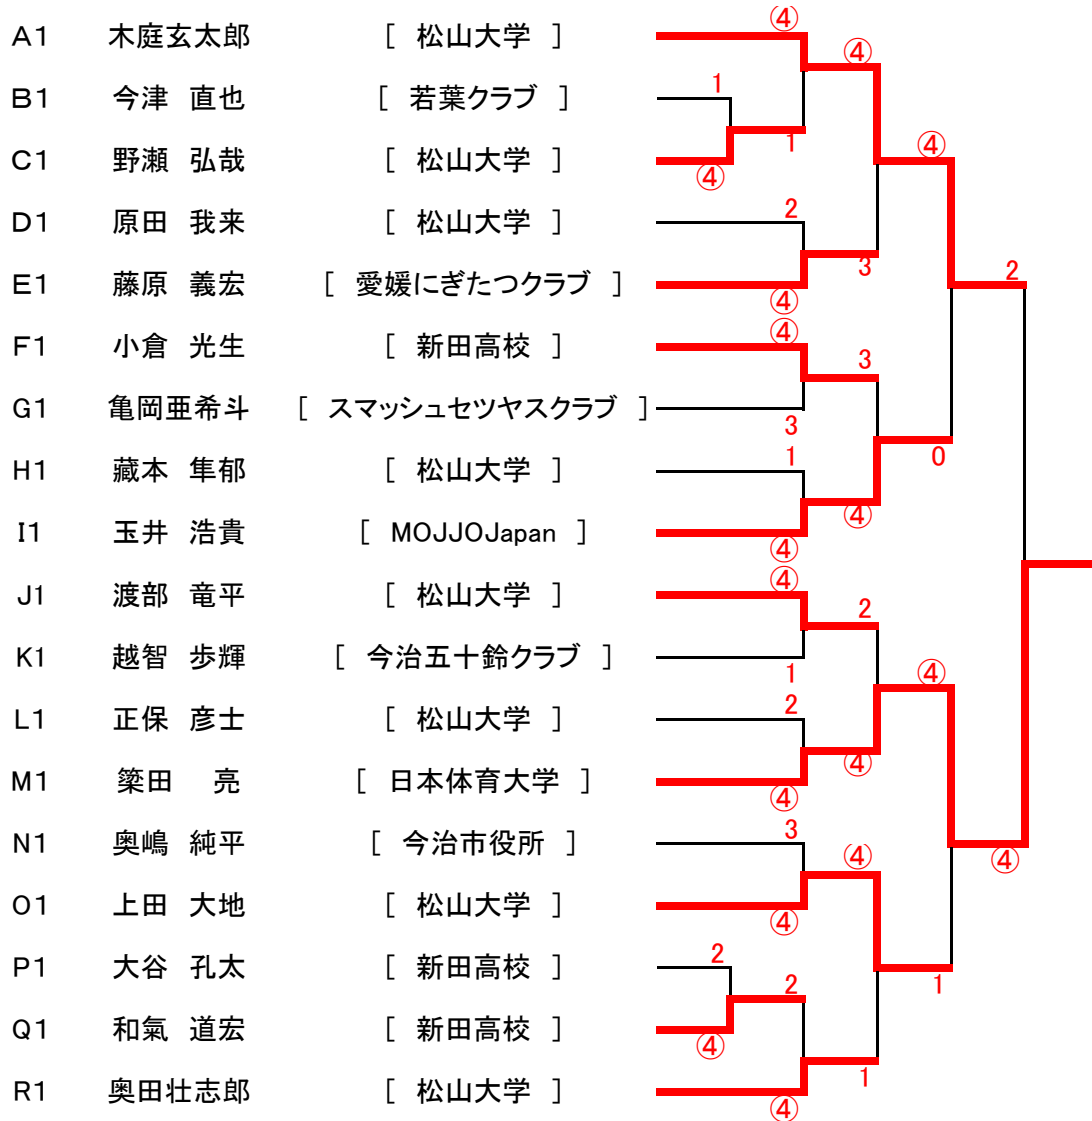 ④
A1 木庭玄太郎 [ 松山大学 ] ④
B1 今津 直也 [ 若葉クラブ ] 1
1 ④
C1 野瀬 弘哉 [ 松山大学 ] ④
D1 原田 我来 [ 松山大学 ] 2
3 2
E1 藤原 義宏 [ 愛媛にぎたつクラブ ] ④
F1 小倉 光生 [ 新田高校 ] ④
3
G1 亀岡亜希斗 [ スマッシュセツヤスクラブ ] 3
0
H1 藏本 隼郁 [ 松山大学 ] 1
④
I1 玉井 浩貴 [ MOJJOJapan ] ④
J1 渡部 竜平 [ 松山大学 ] ④
2
K1 越智 歩輝 [ 今治五十鈴クラブ ] 1
④
L1 正保 彦士 [ 松山大学 ] 2
④
M1 簗田 亮 [ 日本体育大学 ] ④
N1 奥嶋 純平 [ 今治市役所 ] 3
④ ④
O1 上田 大地 [ 松山大学 ] ④
P1 大谷 孔太 [ 新田高校 ] 2
2 1
Q1 和氣 道宏 [ 新田高校 ] ④
1
R1 奥田壮志郎 [ 松山大学 ] ④